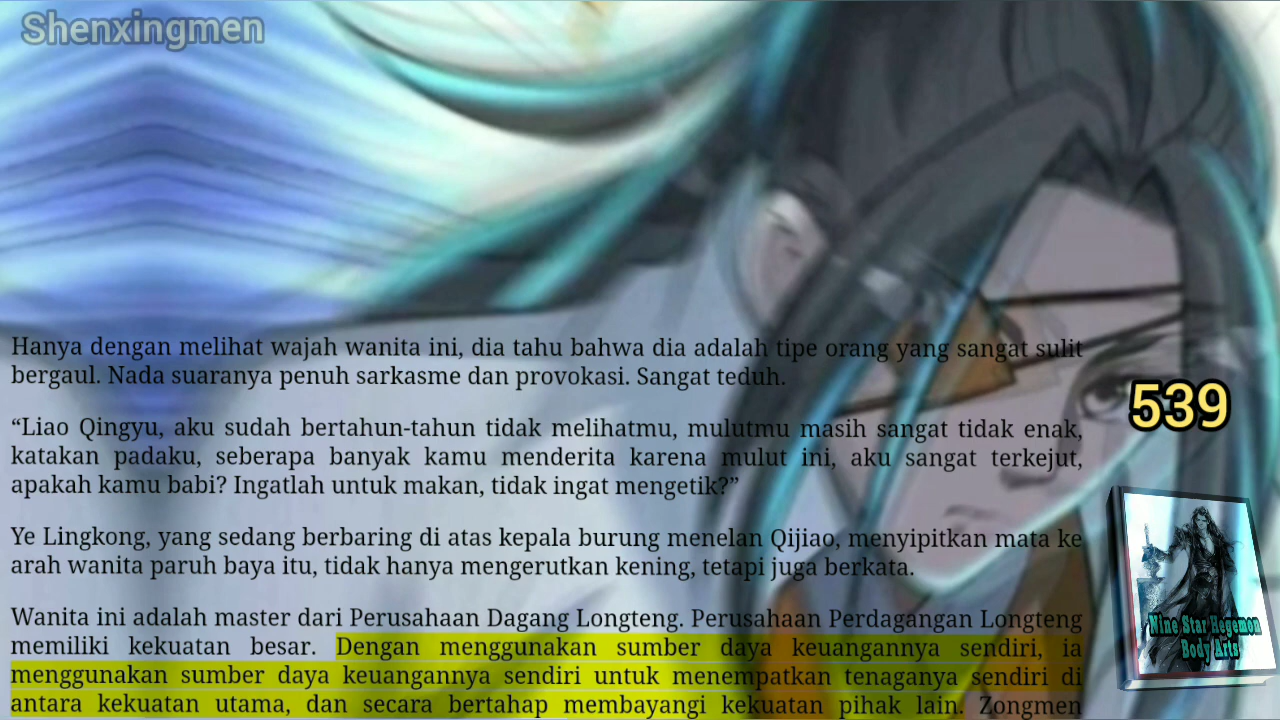 Shenxingmen
Hanya dengan melihat wajah wanita ini, dia tahu bahwa dia adalah tipe orang yang sangat sulit
bergaul. Nada suaranya penuh sarkasme dan provokasi. Sangat teduh.
“Liao Qingyu, aku sudah bertahun-tahun tidak melihatmu, mulutmu masih sangat tidak enak,
katakan padaku, seberapa banyak kamu menderita karena mulut ini, aku sangat terkejut,
apakah kamu babi? Ingatlah untuk makan, tidak ingat mengetik?”
Ye Lingkong, yang sedang berbaring di atas kepala burung menelan Qijiao, menyipitkan mata ke
arah wanita paruh baya itu, tidak hanya mengerutkan kening, tetapi juga berkata.
Wanita ini adalah master dari Perusahaan Dagang Longteng. Perusahaan Perdagangan Longteng
memiliki kekuatan besar. Dengan menggunakan sumber daya keuangannya sendiri, ia
menggunakan sumber daya keuangannya sendiri untuk menempatkan tenaganya sendiri di
antara kekuatan utama, dan secara bertahap membayangi kekuatan pihak lain. Zongmen
539
Nine Star Hegemon
Body Arts